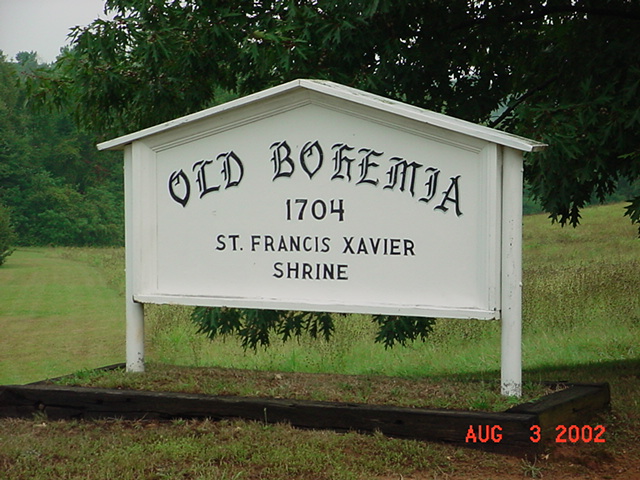 OLD BOHEMIA
1704
ST. FRANCIS XAVIER
SHRINE
AUG 3 2002